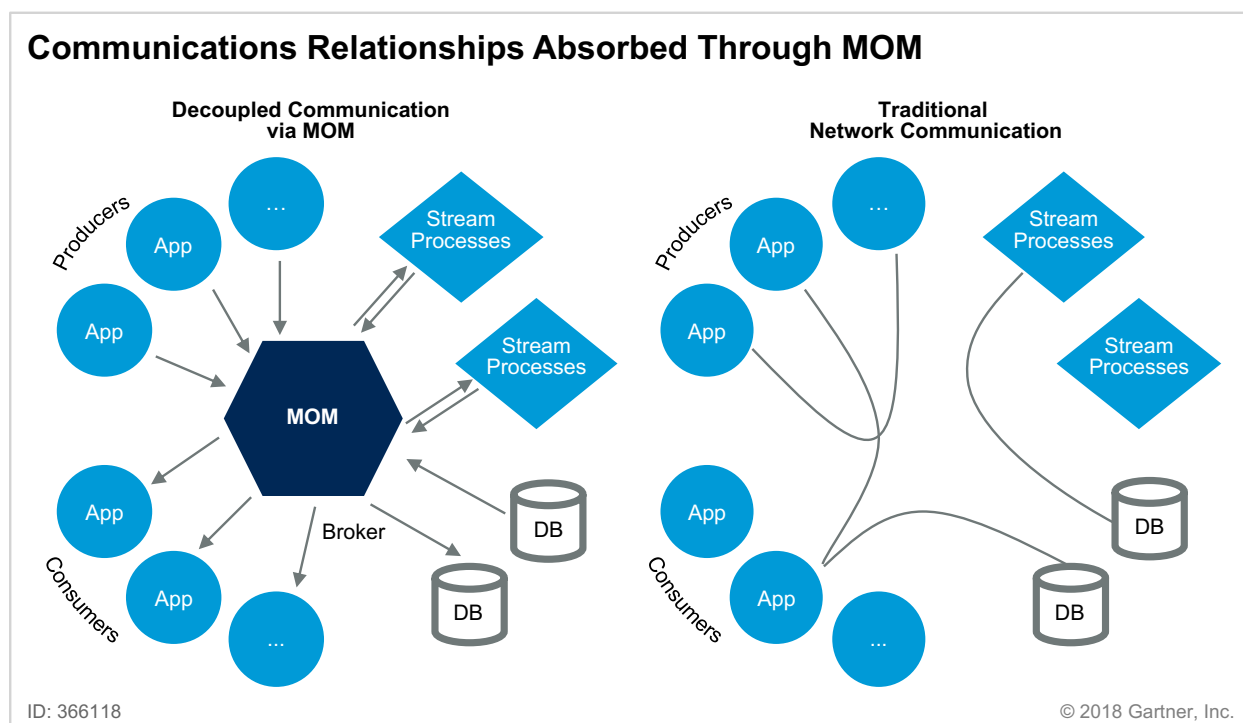 Communications Relationships Absorbed Through MOM
Decoupled Communication
via MOM
Producers
...
App
App
Stream
Processes
Stream
Processes
MOM
Broker
App
App
...
Consumers
DB
DB
Traditional
Network Communication
Producers
...
App
App
Stream
Processes
Stream
Processes
App
App
...
Consumers
DB
DB
ID: 366118
© 2018 Gartner, Inc.